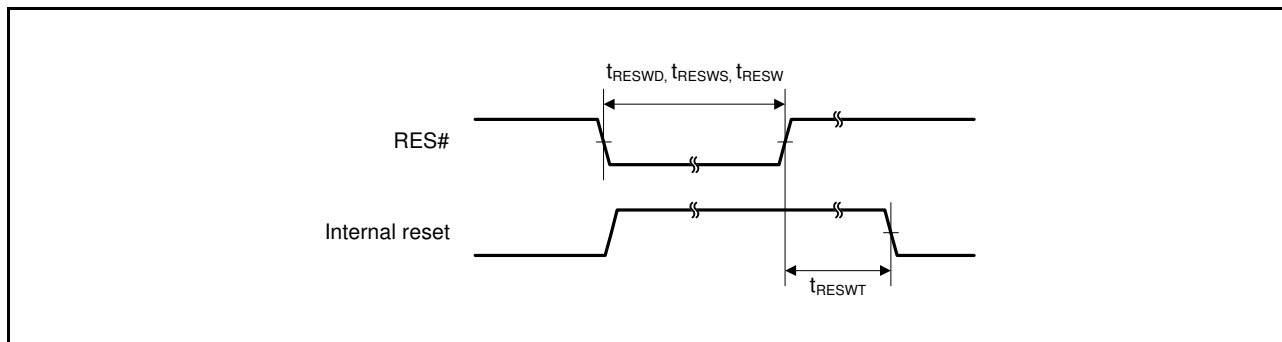 tRESWD, tRESWS, tRESW
RES#
Internal reset
tRESWT